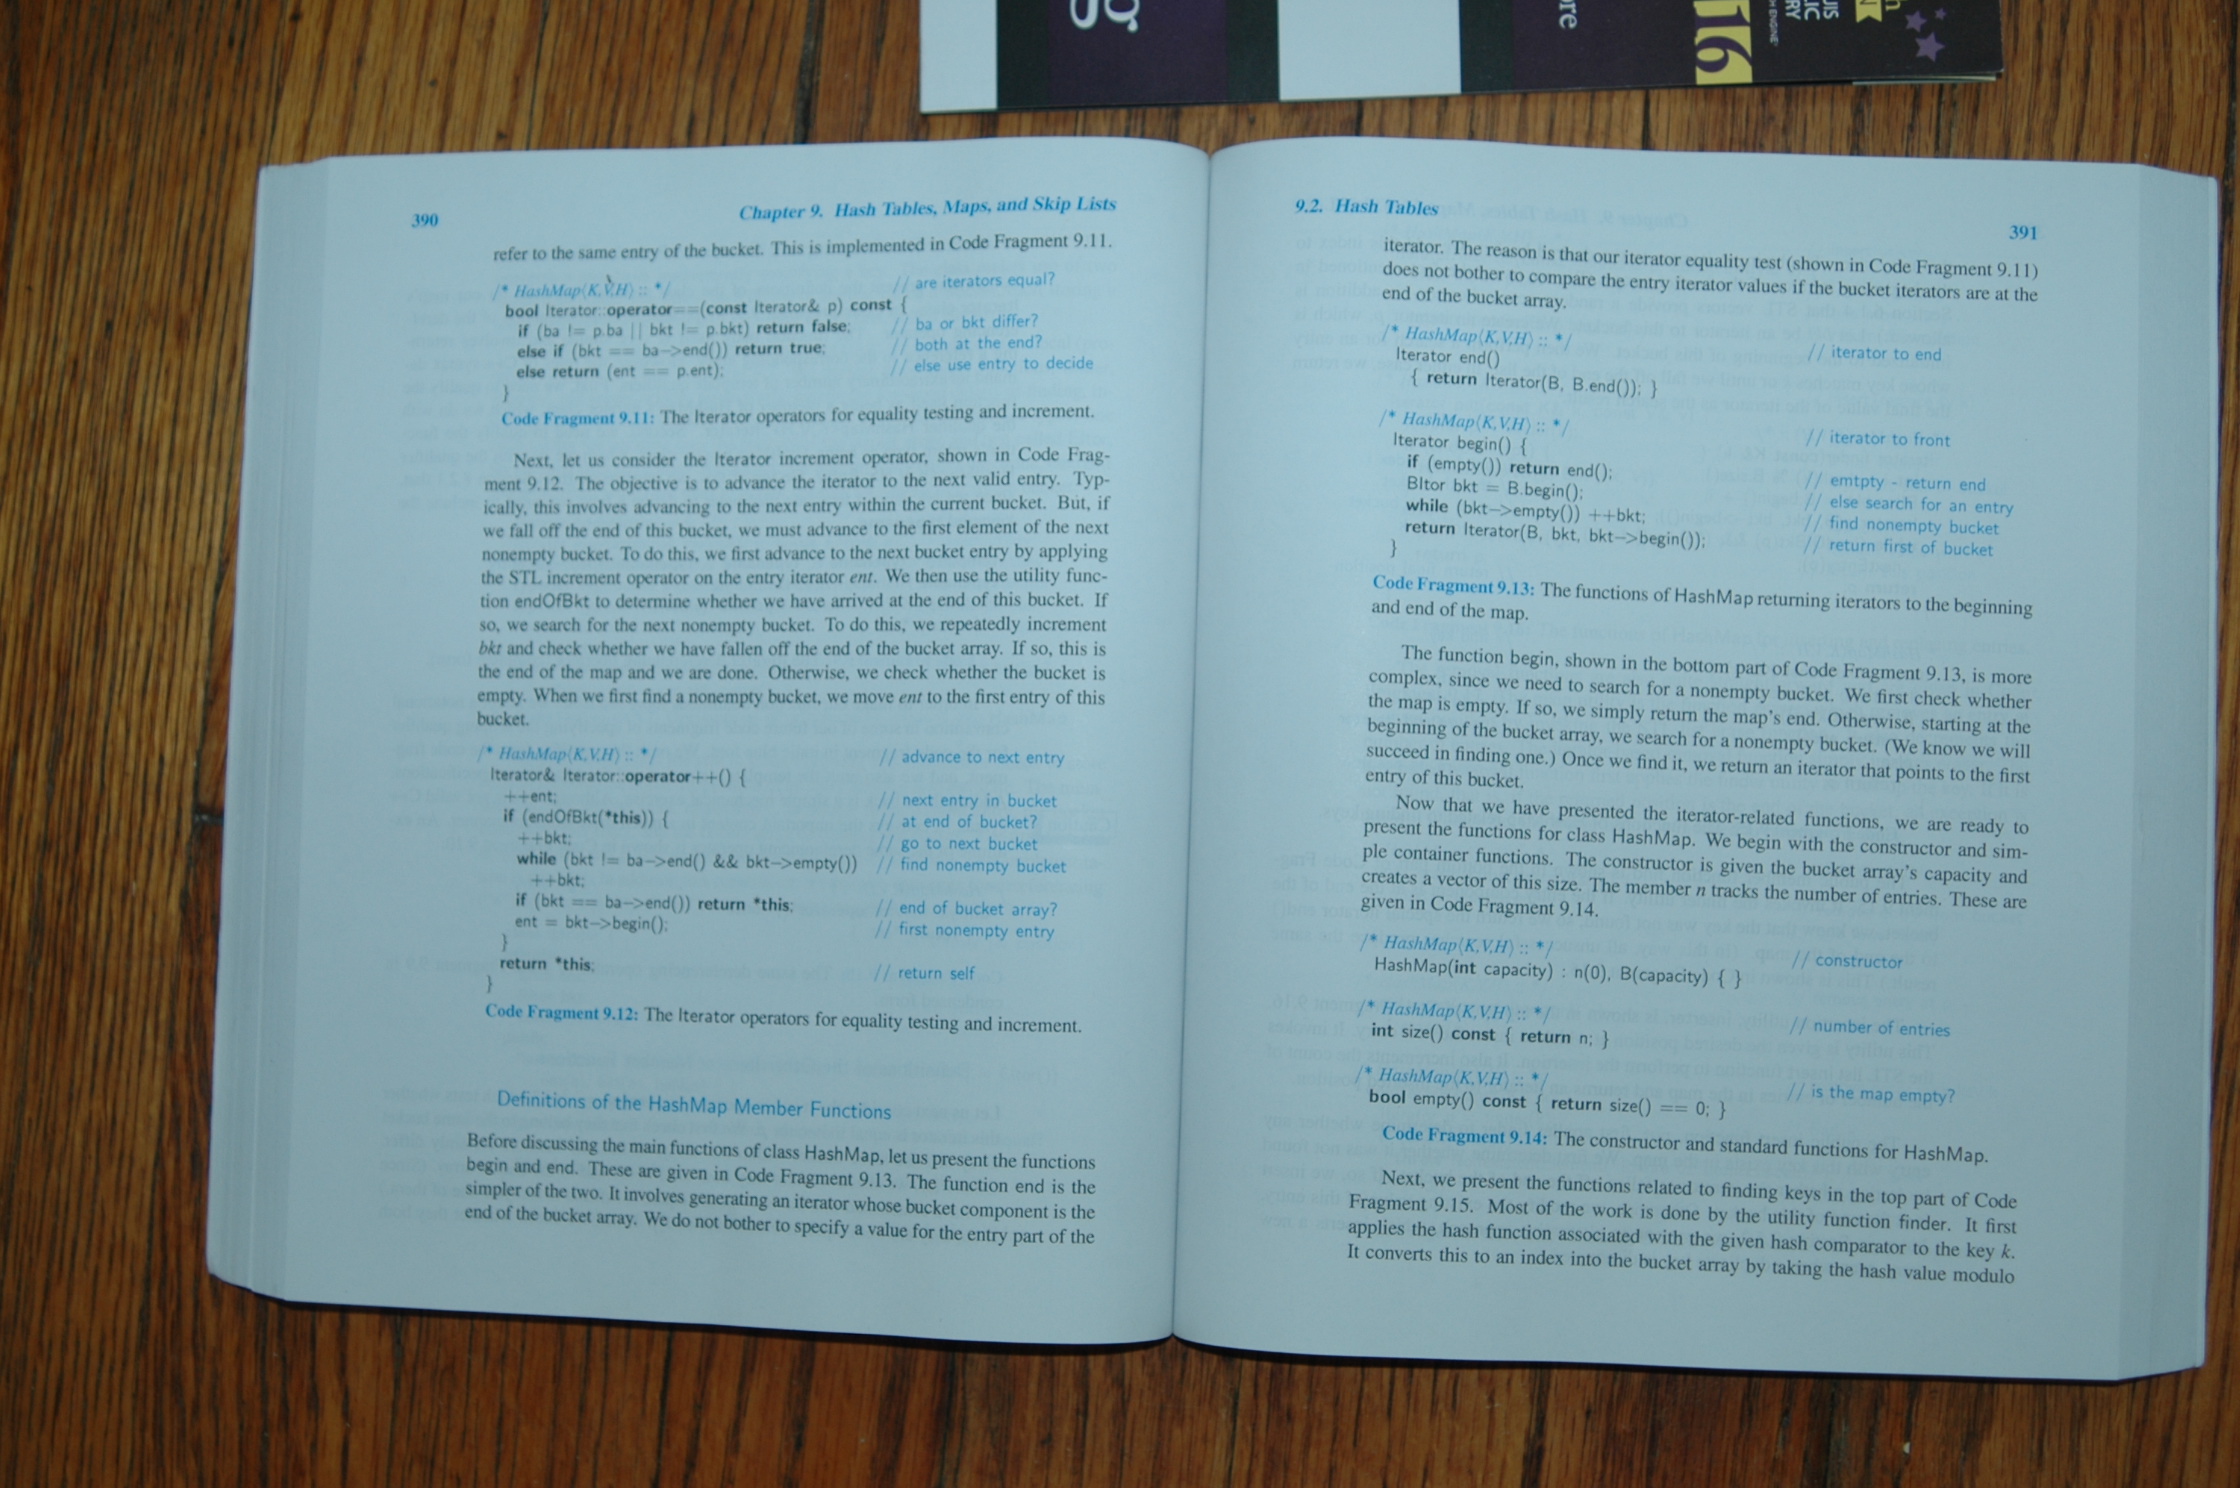 390
Chapter 9. Hash Tables, Maps, and Skip Lists
refer to the same entry of the bucket. This is implemented in Code Fragment 9.11.
/* HashMap⟨K,V,H⟩ :: */ // are iterators equal?
bool Iterator::operator==(const Iterator& p) const {
if (ba != p.ba || bkt != p.bkt) return false; // ba or bkt differ?
else if (bkt == ba−>end()) return true; // both at the end?
else return (ent == p.ent); // else use entry to decide
}
Code Fragment 9.11: The Iterator operators for equality testing and increment.
Next, let us consider the Iterator increment operator, shown in Code Frag-
ment 9.12. The objective is to advance the iterator to the next valid entry. Typ-
ically, this involves advancing to the next entry within the current bucket. But, if
we fall off the end of this bucket, we must advance to the first element of the next
nonempty bucket. To do this, we first advance to the next bucket entry by applying
the STL increment operator on the entry iterator ent. We then use the utility func-
tion endOfBkt to determine whether we have arrived at the end of this bucket. If
so, we search for the next nonempty bucket. To do this, we repeatedly increment
bkt and check whether we have fallen off the end of the bucket array. If so, this is
the end of the map and we are done. Otherwise, we check whether the bucket is
empty. When we first find a nonempty bucket, we move ent to the first entry of this
bucket.
/* HashMap⟨K,V,H⟩ :: */ // advance to next entry
Iterator& Iterator::operator++() {
++ent; // next entry in bucket
if (endOfBkt(*this)) { // at end of bucket?
++bkt; // go to next bucket
while (bkt != ba−>end() && bkt−>empty()) // find nonempty bucket
++bkt;
if (bkt == ba−>end()) return *this; // end of bucket array?
ent = bkt−>begin(); // first nonempty entry
}
return *this; // return self
}
Code Fragment 9.12: The Iterator operators for equality testing and increment.
Definitions of the HashMap Member Functions
Before discussing the main functions of class HashMap, let us present the functions
begin and end. These are given in Code Fragment 9.13. The function end is the
simpler of the two. It involves generating an iterator whose bucket component is the
end of the bucket array. We do not bother to specify a value for the entry part of the
9.2. Hash Tables
391
iterator. The reason is that our iterator equality test (shown in Code Fragment 9.11)
does not bother to compare the entry iterator values if the bucket iterators are at the
end of the bucket array.
/* HashMap⟨K,V,H⟩ :: */ // iterator to end
Iterator end()
{ return Iterator(B, B.end()); }
/* HashMap⟨K,V,H⟩ :: */ // iterator to front
Iterator begin() {
if (empty()) return end(); // emtpty - return end
BItor bkt = B.begin(); // else search for an entry
while (bkt−>empty()) ++bkt; // find nonempty bucket
return Iterator(B, bkt, bkt−>begin()); // return first of bucket
}
Code Fragment 9.13: The functions of HashMap returning iterators to the beginning
and end of the map.
The function begin, shown in the bottom part of Code Fragment 9.13, is more
complex, since we need to search for a nonempty bucket. We first check whether
the map is empty. If so, we simply return the map's end. Otherwise, starting at the
beginning of the bucket array, we search for a nonempty bucket. (We know we will
succeed in finding one.) Once we find it, we return an iterator that points to the first
entry of this bucket.
Now that we have presented the iterator-related functions, we are ready to
present the functions for class HashMap. We begin with the constructor and sim-
ple container functions. The constructor is given the bucket array's capacity and
creates a vector of this size. The member n tracks the number of entries. These are
given in Code Fragment 9.14.
/* HashMap⟨K,V,H⟩ :: */ // constructor
HashMap(int capacity) : n(0), B(capacity) { }
/* HashMap⟨K,V,H⟩ :: */ // number of entries
int size() const { return n; }
/* HashMap⟨K,V,H⟩ :: */ // is the map empty?
bool empty() const { return size() == 0; }
Code Fragment 9.14: The constructor and standard functions for HashMap.
Next, we present the functions related to finding keys in the top part of Code
Fragment 9.15. Most of the work is done by the utility function finder. It first
applies the hash function associated with the given hash comparator to the key k.
It converts this to an index into the bucket array by taking the hash value modulo
16